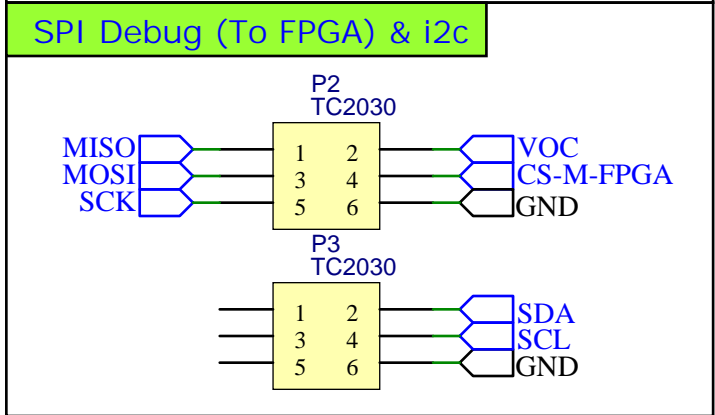 SPI Debug (To FPGA) & i2c
P2
TC2030
MISO 1 2 VOC
MOSI 3 4 CS-M-FPGA
SCK 5 6 GND
P3
TC2030
1 2 SDA
3 4 SCL
5 6 GND